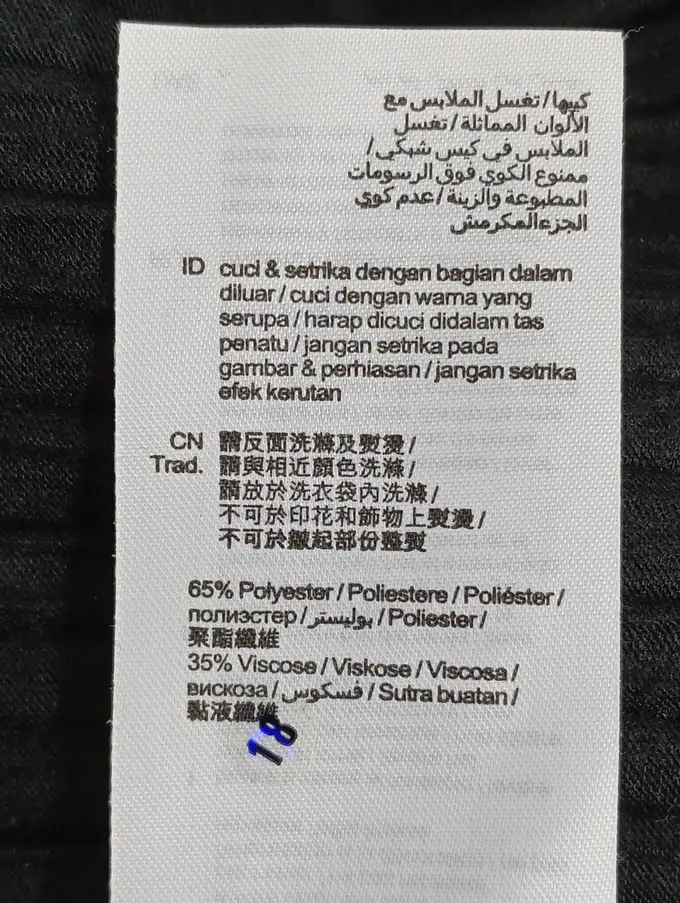 كيها/تغسل الملابس مع
الألوان المماثلة/تغسل
الملابس في كيس شبكي/
ممنوع الكوي فوق الرسومات
المطبوعة والزينة/عدم كوي
الجزءالمكرمش
ID cuci & setrika dengan bagian dalam
diluar / cuci dengan warna yang
serupa / harap dicuci didalam tas
penatu / jangan setrika pada
gambar & perhiasan / jangan setrika
efek kerutan
CN 請反面洗滌及熨燙/
Trad. 請與相近顏色洗滌/
請放於洗衣袋內洗滌/
不可於印花和飾物上熨燙/
不可於皺起部份整熨
65% Polyester / Poliestere / Poliéster /
полиэстер / بوليستر / Poliester /
聚酯纖維
35% Viscose / Viskose / Viscosa /
вискоза / فسكوس / Sutra buatan /
黏液纖維
18